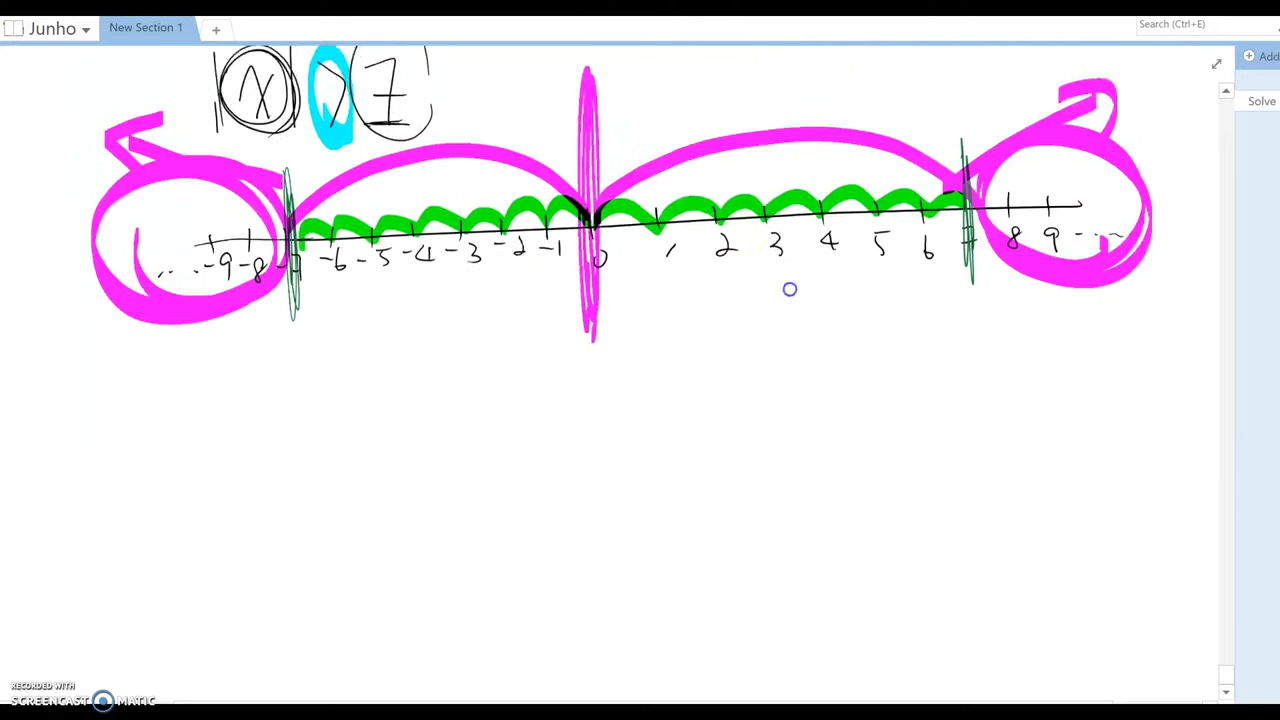 Junho
New Section 1
+
Search (Ctrl+E)
Add
Solve
|x| > 7
.... -9 -8 -7 -6 -5 -4 -3 -2 -1 0 1 2 3 4 5 6 7 8 9 ....
RECORDED WITH
SCREENCAST MATIC